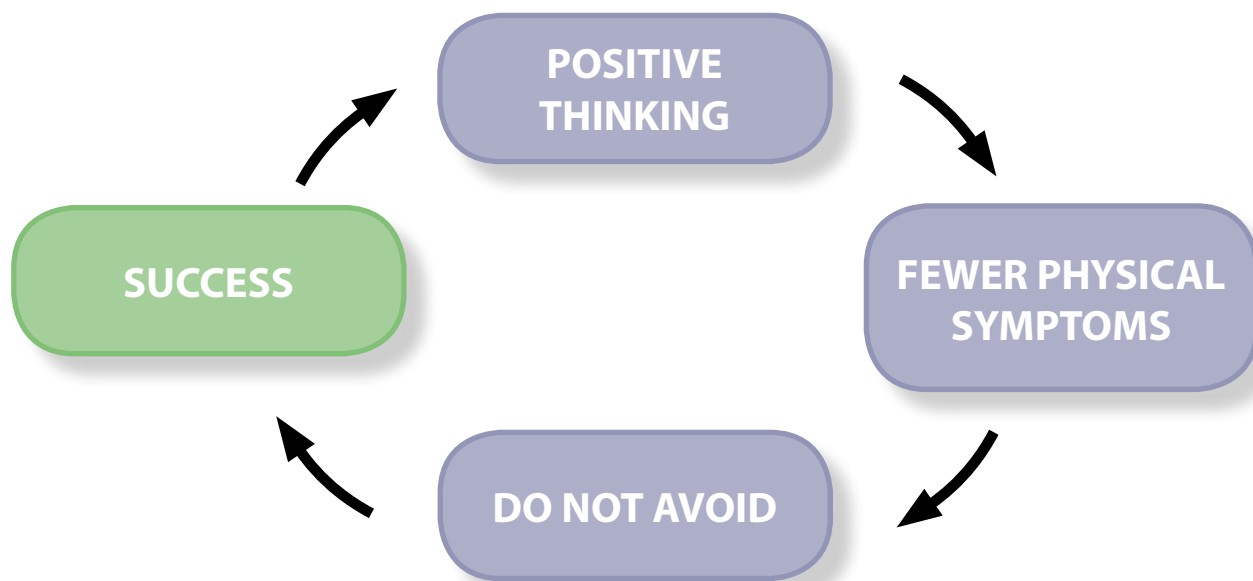 POSITIVE
THINKING
FEWER PHYSICAL
SYMPTOMS
DO NOT AVOID
SUCCESS